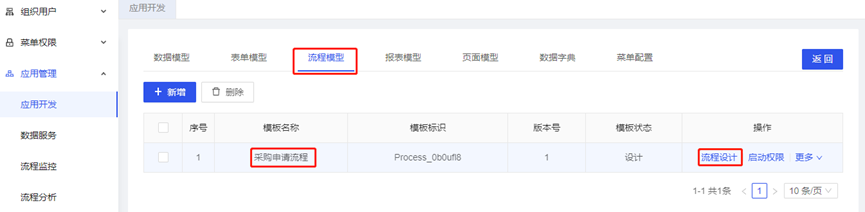 组织用户
应用开发
菜单权限
数据模型 表单模型 流程模型 报表模型 页面模型 数据字典 菜单配置 返 回
应用管理
+ 新增 删除
应用开发
序号 模板名称 模板标识 版本号 模板状态 操作
数据服务
1 采购申请流程 Process_0b0ufl8 1 设计 流程设计 启动权限 更多
流程监控
1-1 共1条 < 1 > 10 条/页
流程分析